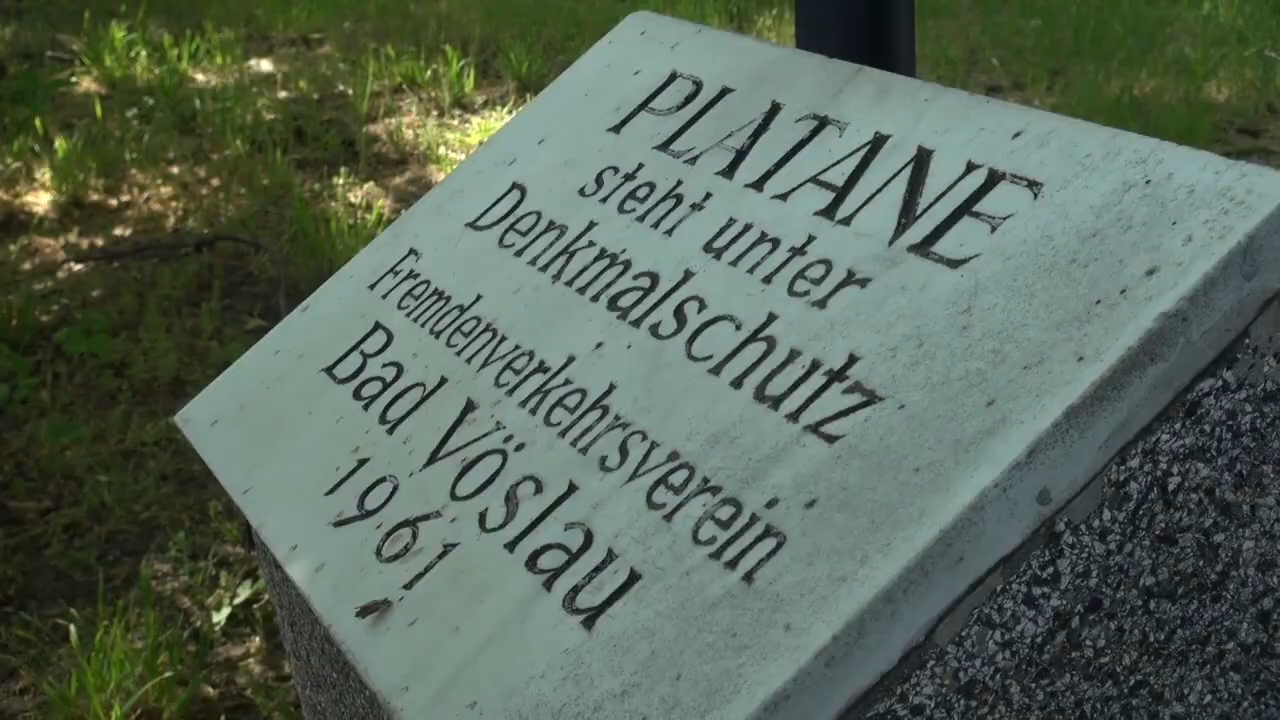 PLATANE
steht unter
Denkmalschutz
Fremdenverkehrsverein
Bad Vöslau
1961